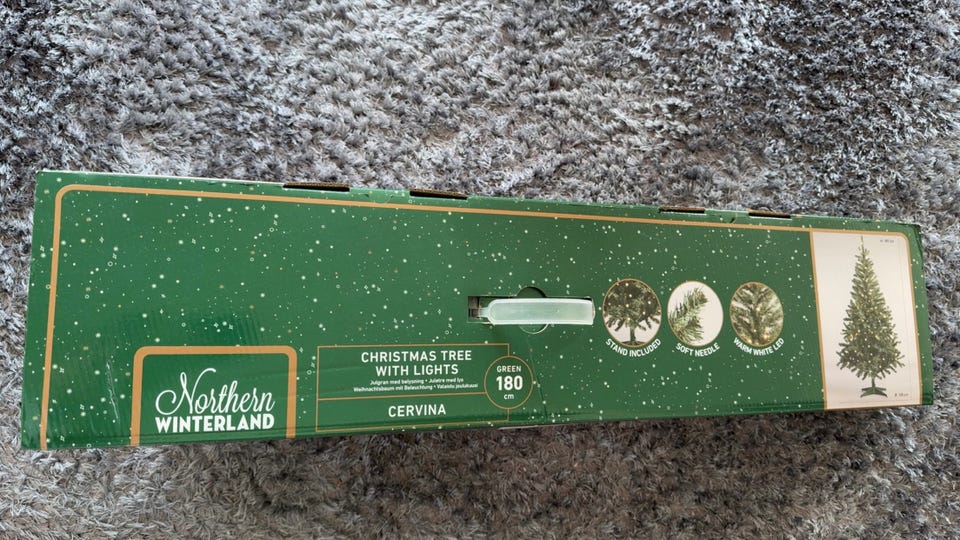 Northern
WINTERLAND
CHRISTMAS TREE
WITH LIGHTS
Julgran med belysning • Juletre med lys
Weihnachtsbaum mit Beleuchtung • Valaistu joulukuusi
CERVINA
GREEN
180
cm
STAND INCLUDED
SOFT NEEDLE
WARM WHITE LED